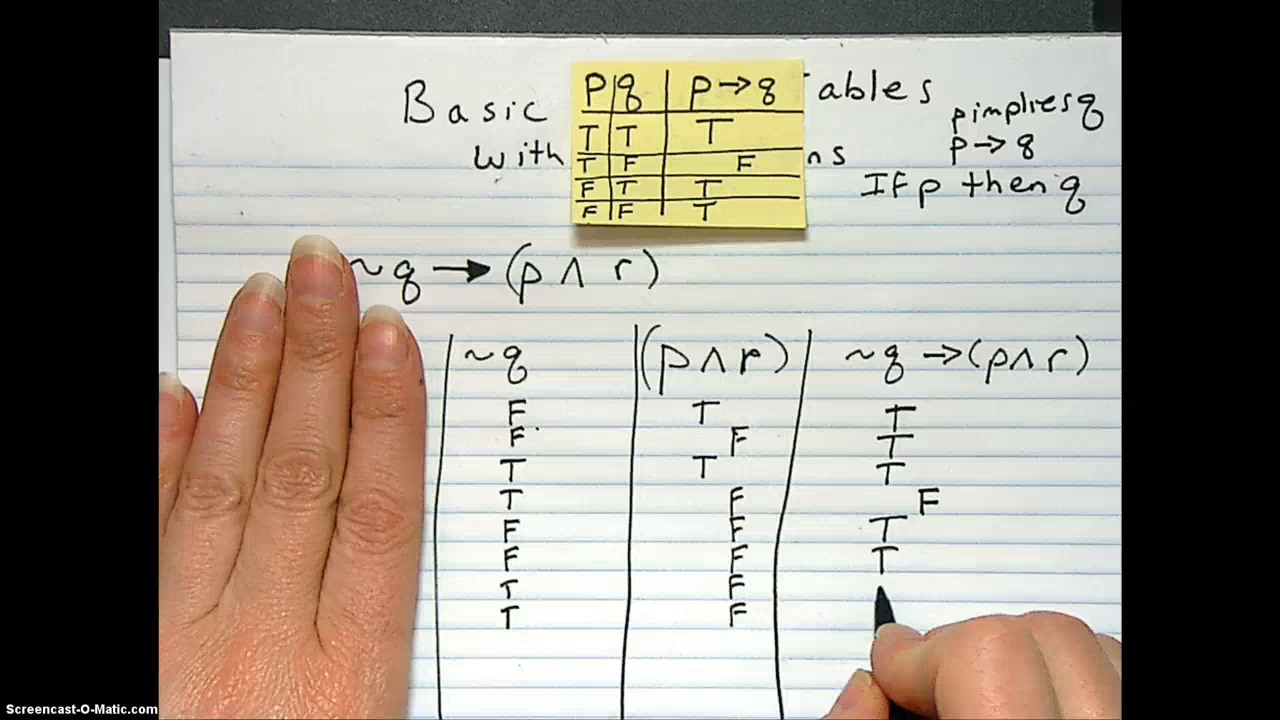 Basic ables
with ns
p q p → q
T T T
T F F
F T T
F F T
p implies q
p → q
If p then q
~ q → (p ∧ r)
~ q (p ∧ r) ~ q → (p ∧ r)
F T T
F F T
T T T
T F F
F F T
F F T
T F
T F
Screencast-O-Matic.com